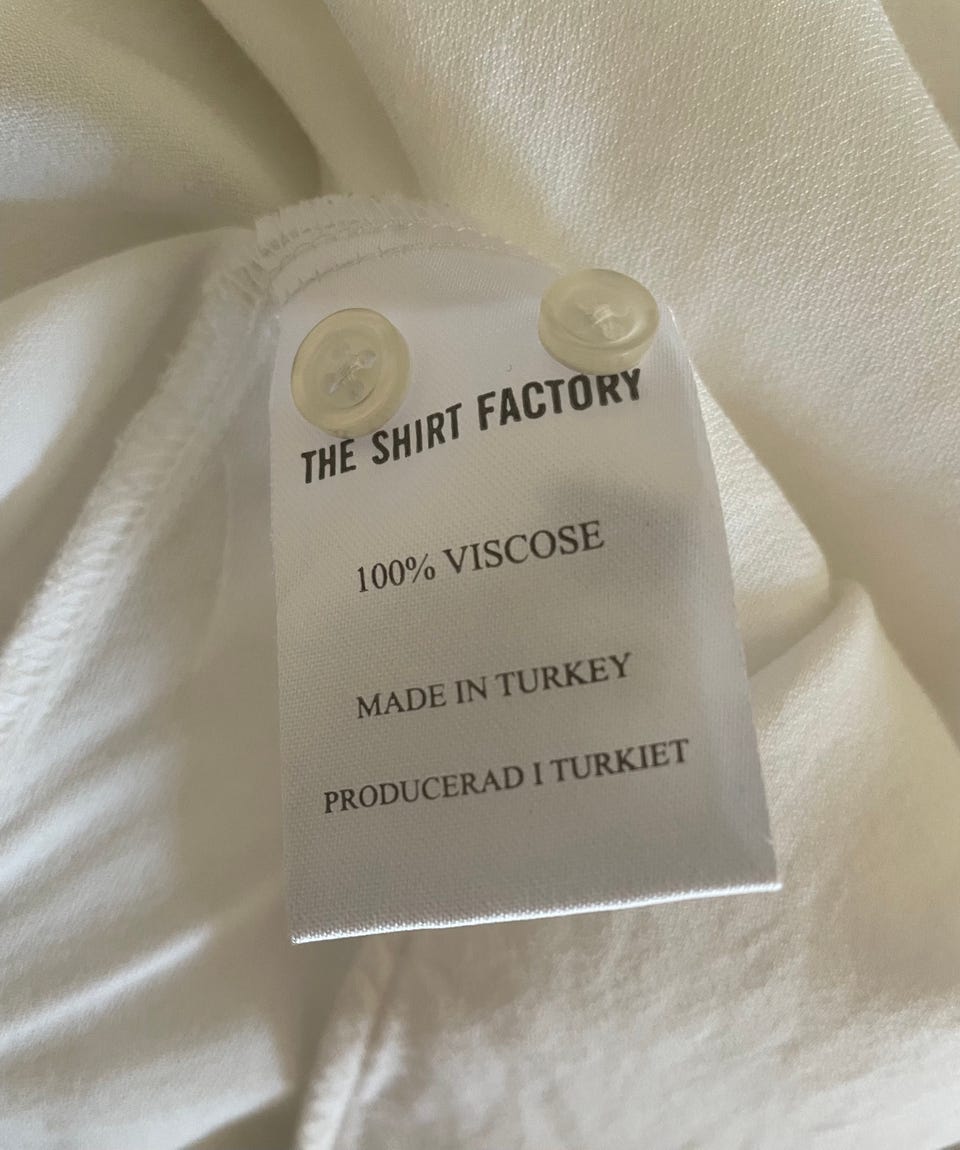 THE SHIRT FACTORY
100% VISCOSE
MADE IN TURKEY
PRODUCERAD I TURKIET